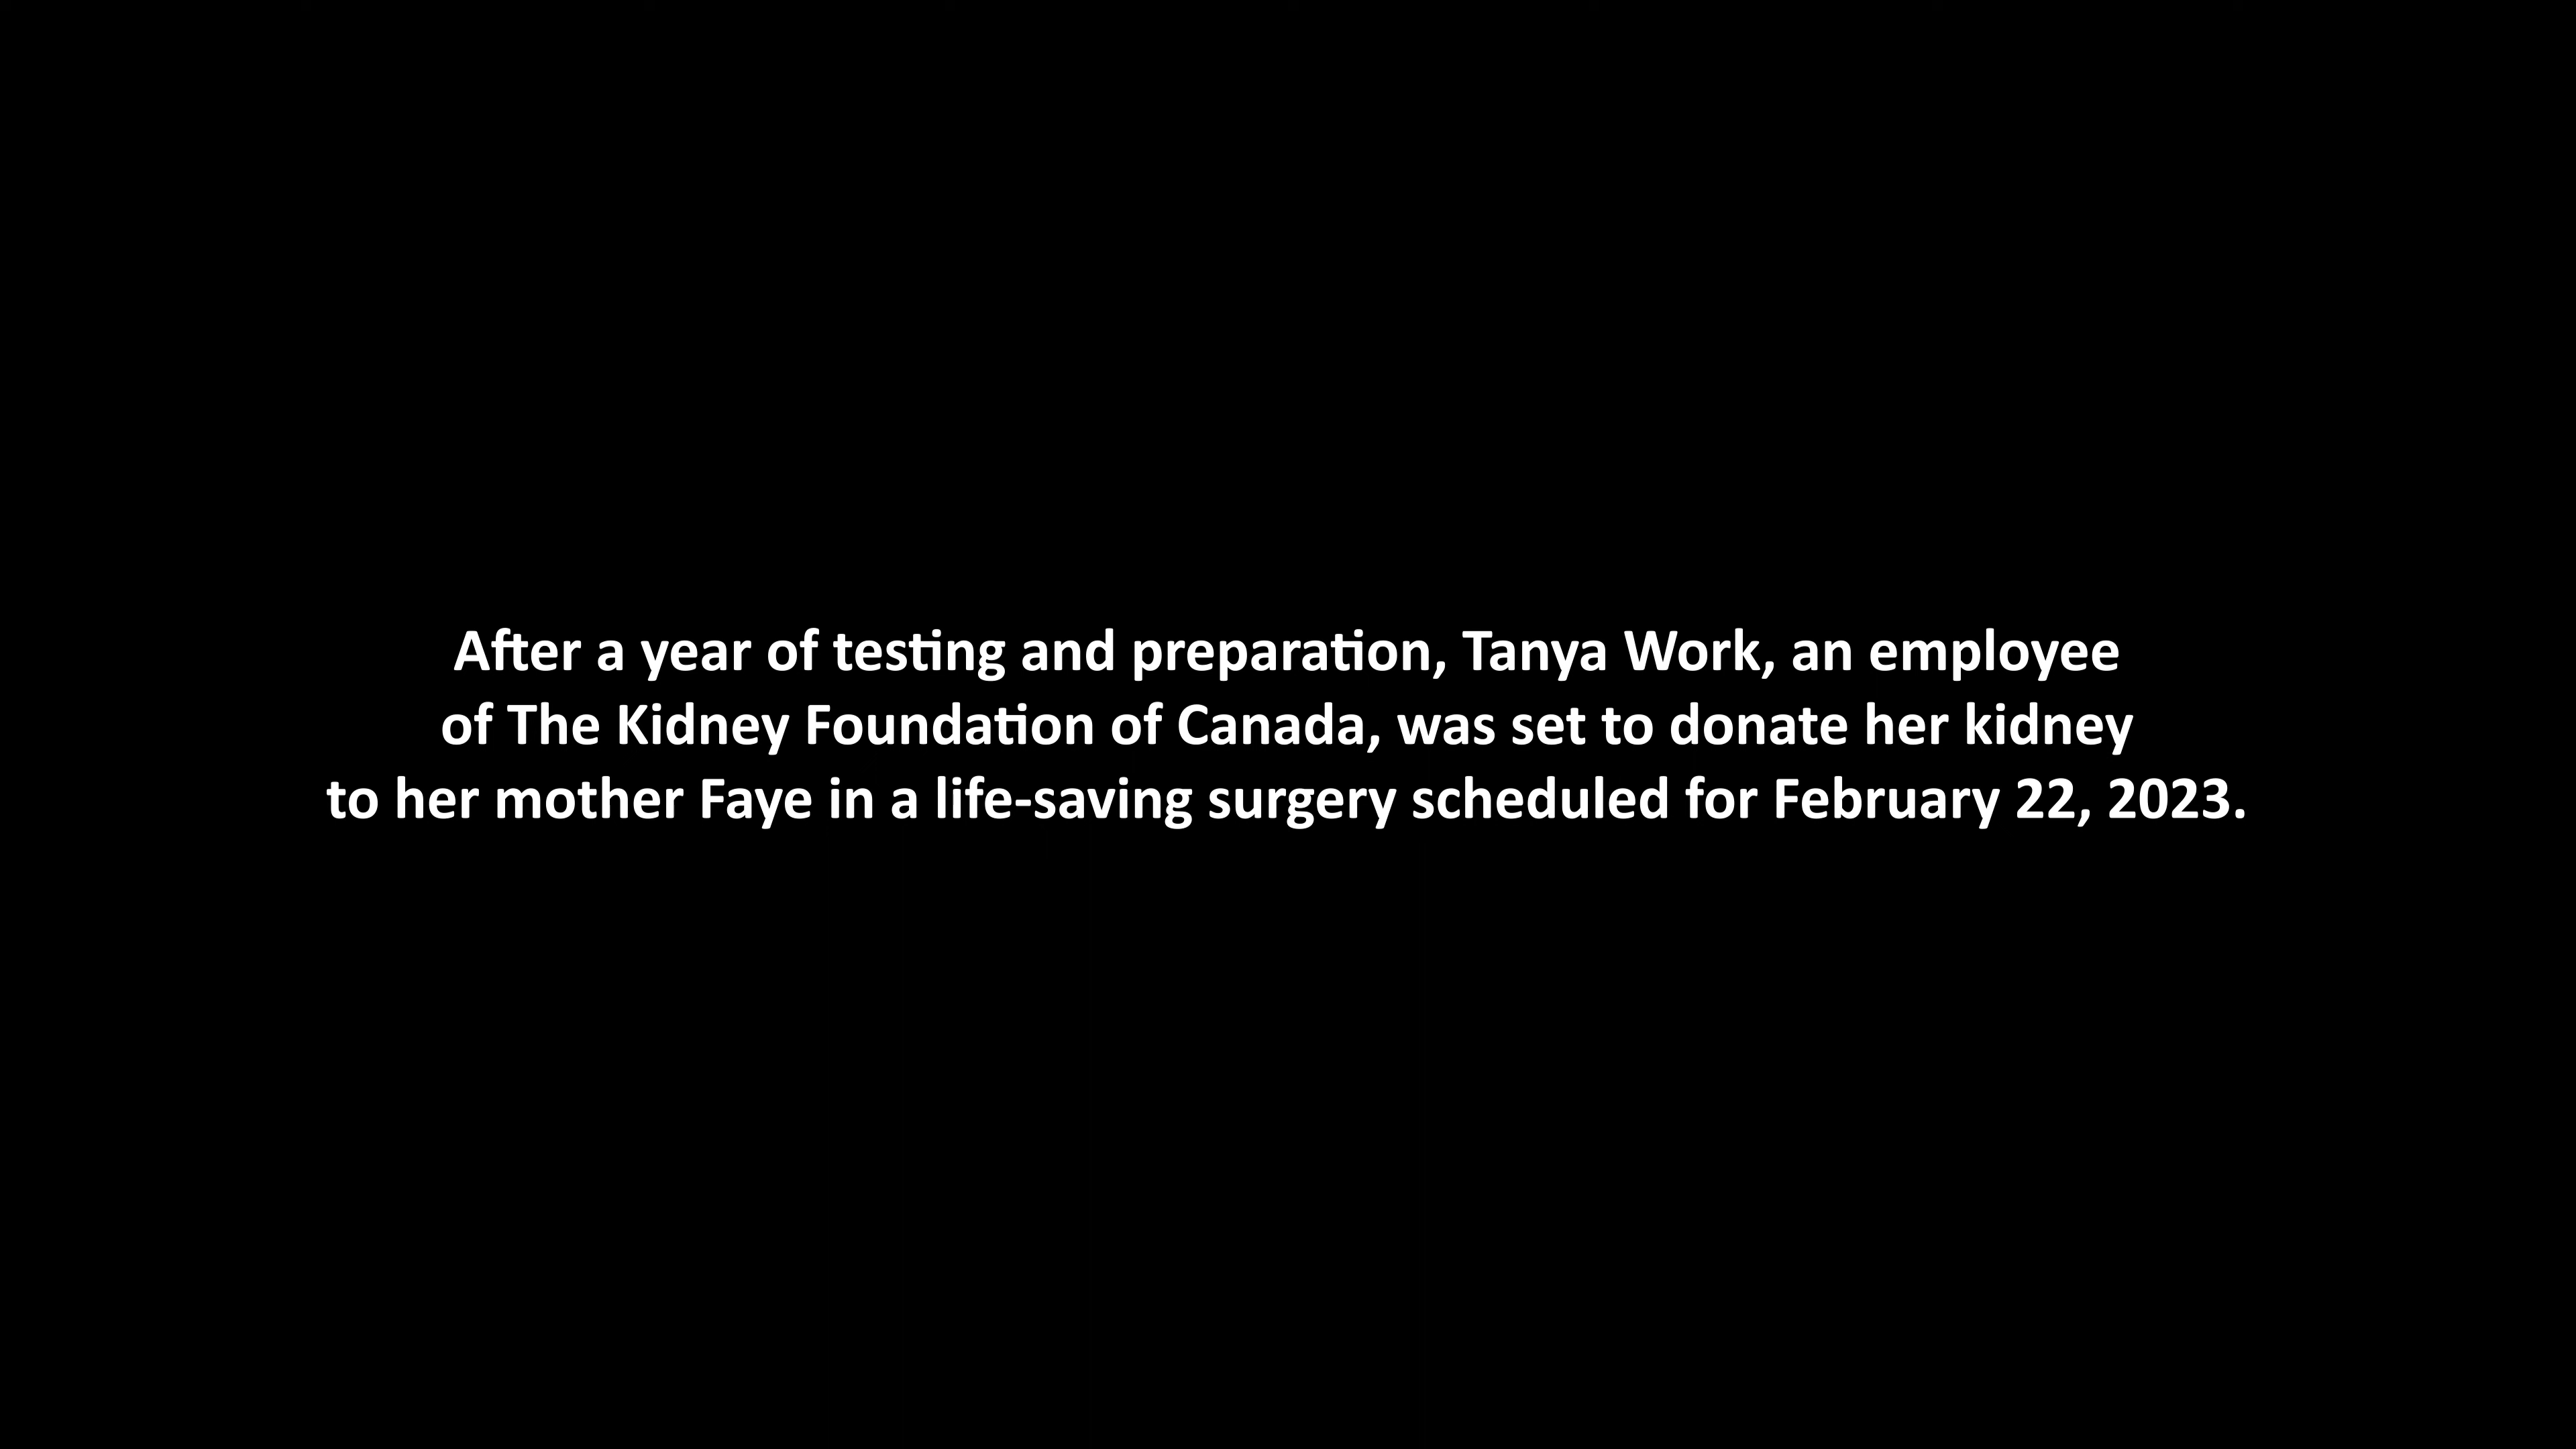 After a year of testing and preparation, Tanya Work, an employee
of The Kidney Foundation of Canada, was set to donate her kidney
to her mother Faye in a life-saving surgery scheduled for February 22, 2023.